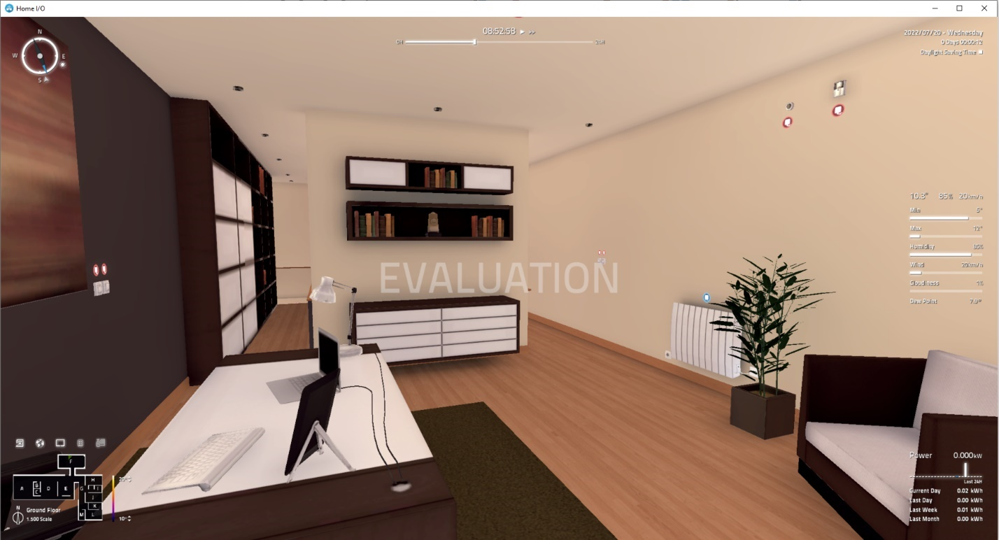 Home I/O
N
W E
S
08:52:58
0H 24H
2022/07/20 - Wednesday
0 Days 00:00:12
Daylight Saving Time
10.3° 85% 20km/h
Min 5°
Max 12°
Humidity 85%
Wind 20km/h
Cloudiness 1%
Dew Point 7.9°
EVALUATION
F
A B C D E G H I
J
K
M L
20°
10°
N
Ground Floor
1.500 Scale
Power 0.000kW
Last 24H
Current Day 0.02 kWh
Last Day 0.00 kWh
Last Week 0.01 kWh
Last Month 0.00 kWh